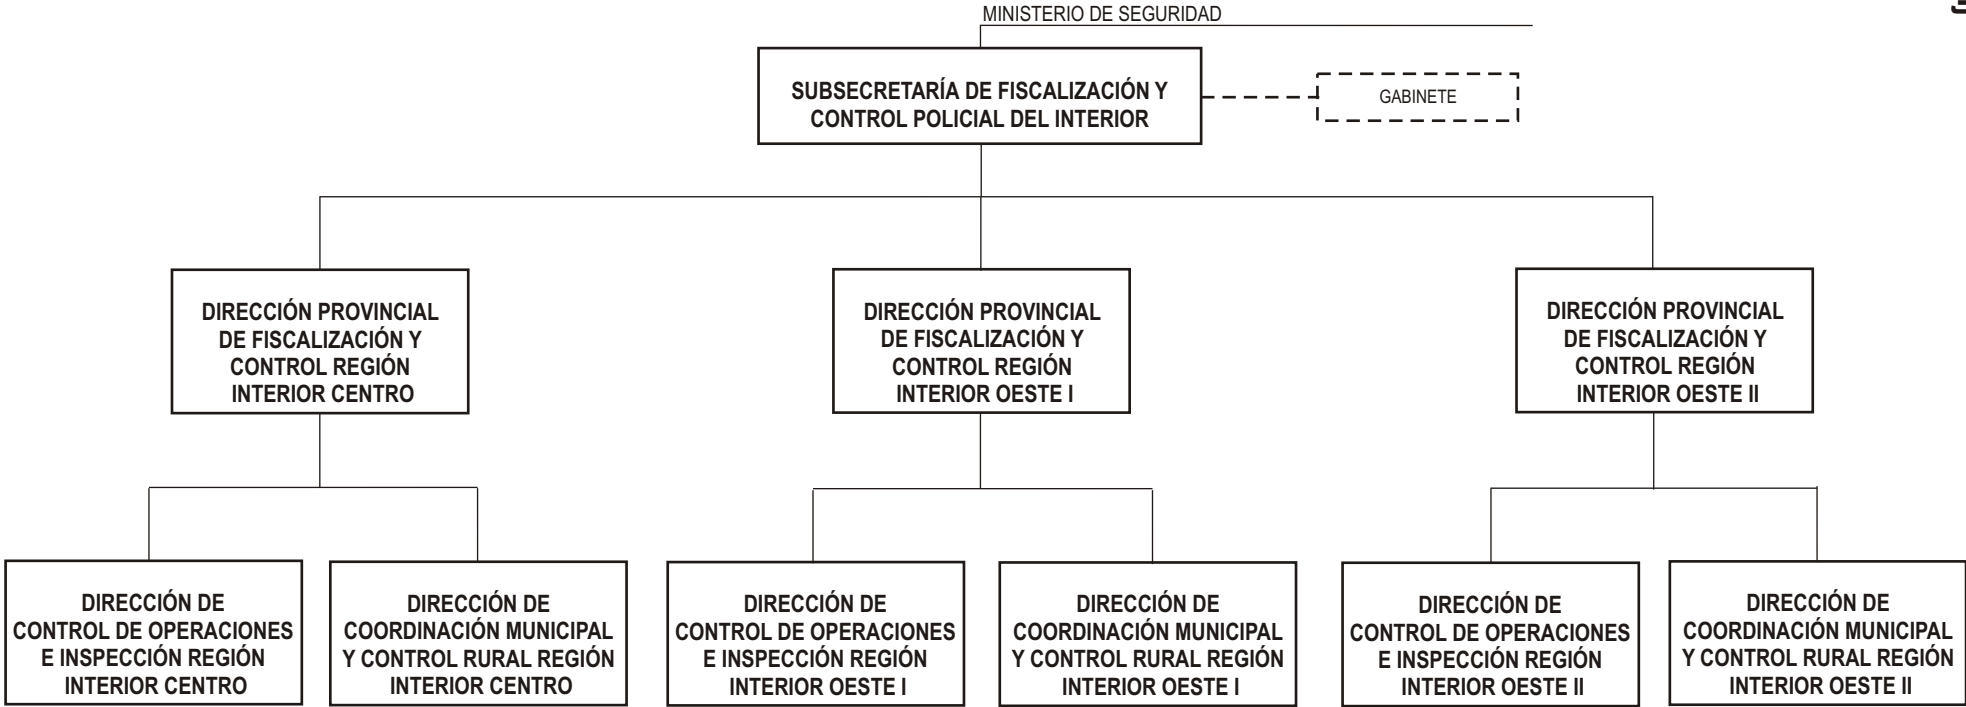 MINISTERIO DE SEGURIDAD
SUBSECRETARÍA DE FISCALIZACIÓN Y
CONTROL POLICIAL DEL INTERIOR
GABINETE
DIRECCIÓN PROVINCIAL
DE FISCALIZACIÓN Y
CONTROL REGIÓN
INTERIOR CENTRO
DIRECCIÓN PROVINCIAL
DE FISCALIZACIÓN Y
CONTROL REGIÓN
INTERIOR OESTE I
DIRECCIÓN PROVINCIAL
DE FISCALIZACIÓN Y
CONTROL REGIÓN
INTERIOR OESTE II
DIRECCIÓN DE
CONTROL DE OPERACIONES
E INSPECCIÓN REGIÓN
INTERIOR CENTRO
DIRECCIÓN DE
COORDINACIÓN MUNICIPAL
Y CONTROL RURAL REGIÓN
INTERIOR CENTRO
DIRECCIÓN DE
CONTROL DE OPERACIONES
E INSPECCIÓN REGIÓN
INTERIOR OESTE I
DIRECCIÓN DE
COORDINACIÓN MUNICIPAL
Y CONTROL RURAL REGIÓN
INTERIOR OESTE I
DIRECCIÓN DE
CONTROL DE OPERACIONES
E INSPECCIÓN REGIÓN
INTERIOR OESTE II
DIRECCIÓN DE
COORDINACIÓN MUNICIPAL
Y CONTROL RURAL REGIÓN
INTERIOR OESTE II